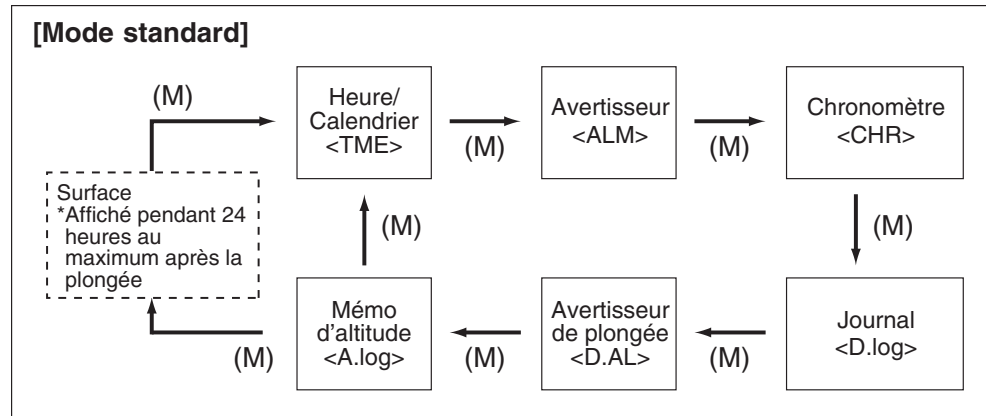 [Mode standard]
(M)
Heure/
Calendrier
<TME>
(M)
Avertisseur
<ALM>
(M)
Chronomètre
<CHR>
(M)
Surface
*Affiché pendant 24
heures au
maximum après la
plongée
(M)
(M)
Mémo
d'altitude
<A.log>
(M)
Avertisseur
de plongée
<D.AL>
(M)
Journal
<D.log>